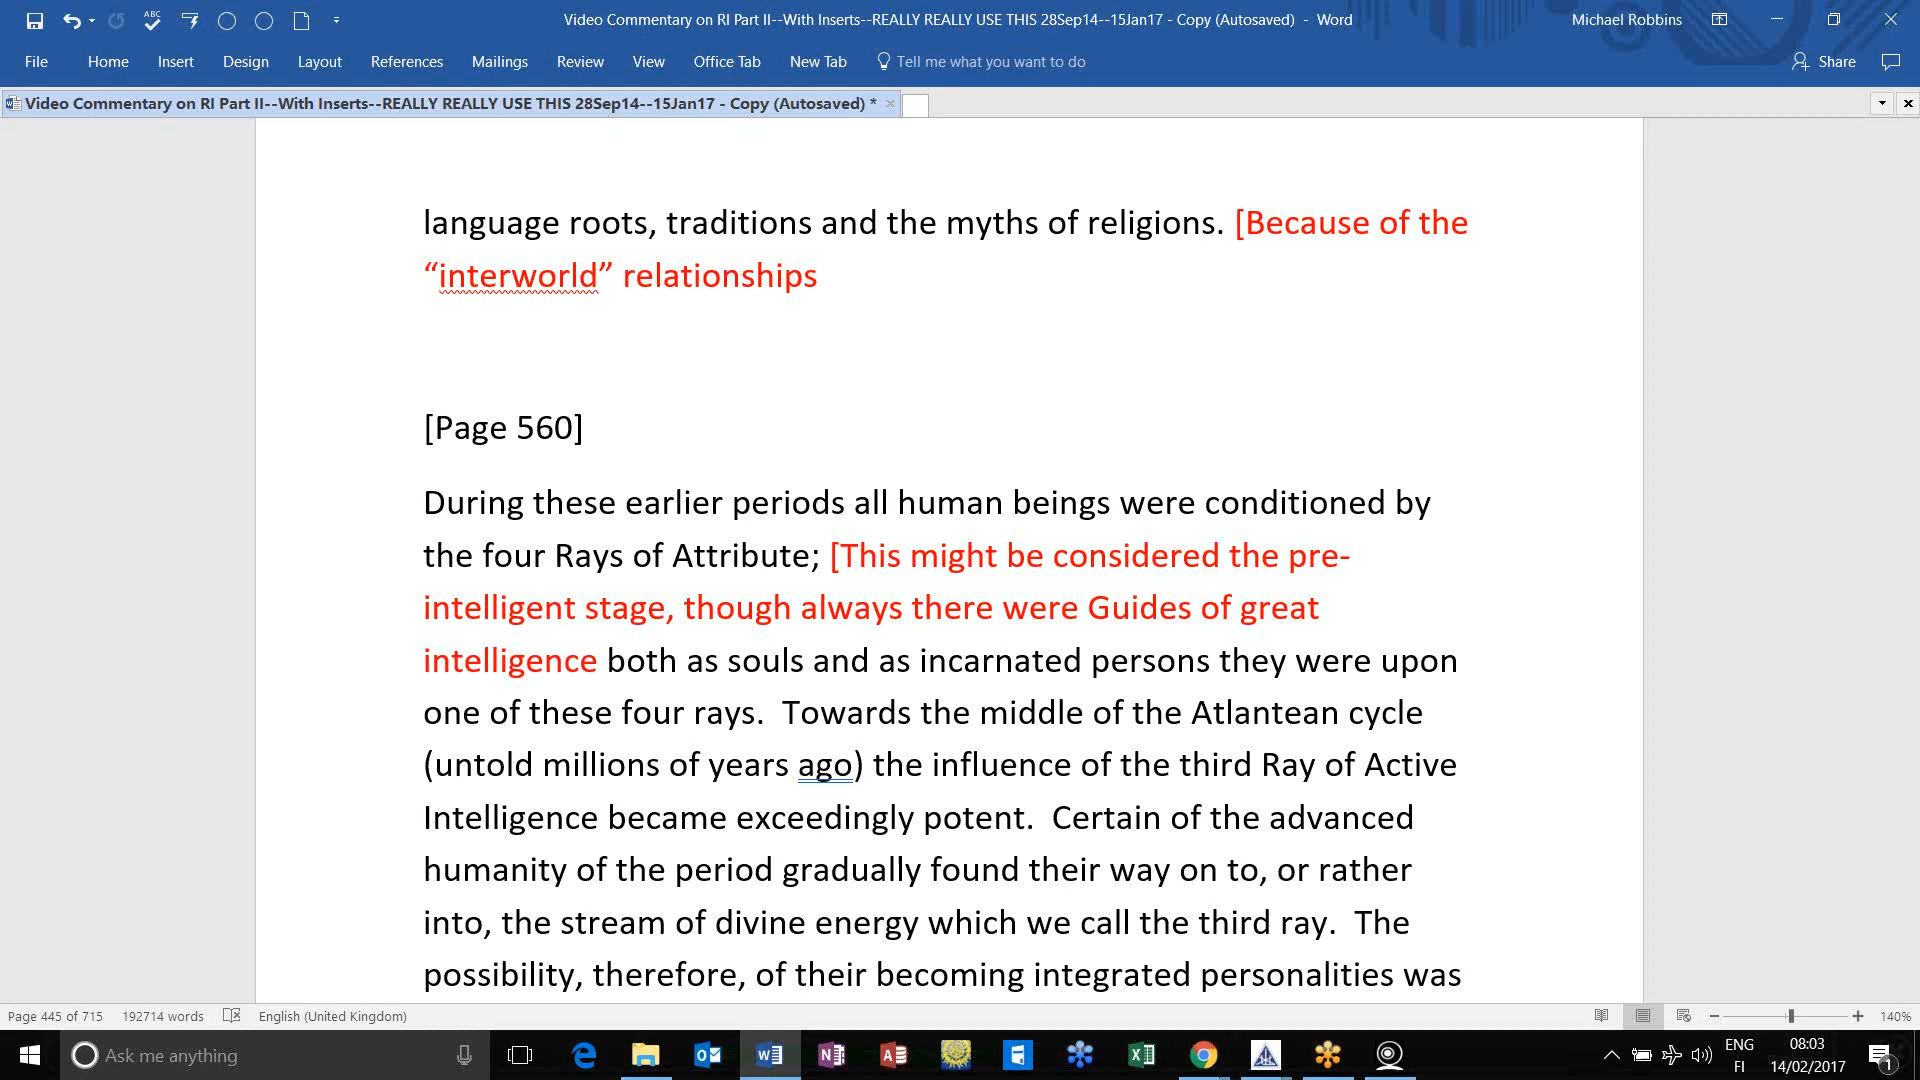 ABC
Video Commentary on RI Part II--With Inserts--REALLY REALLY USE THIS 28Sep14--15Jan17 - Copy (Autosaved) - Word
Michael Robbins
File Home Insert Design Layout References Mailings Review View Office Tab New Tab Tell me what you want to do Share
Video Commentary on RI Part II--With Inserts--REALLY REALLY USE THIS 28Sep14--15Jan17 - Copy (Autosaved) *
language roots, traditions and the myths of religions. [Because of the
“interworld” relationships
[Page 560]
During these earlier periods all human beings were conditioned by
the four Rays of Attribute; [This might be considered the pre-
intelligent stage, though always there were Guides of great
intelligence both as souls and as incarnated persons they were upon
one of these four rays.  Towards the middle of the Atlantean cycle
(untold millions of years ago) the influence of the third Ray of Active
Intelligence became exceedingly potent.  Certain of the advanced
humanity of the period gradually found their way on to, or rather
into, the stream of divine energy which we call the third ray.  The
possibility, therefore, of their becoming integrated personalities was
Page 445 of 715 192714 words English (United Kingdom) 140%
Ask me anything
ENG 08:03
FI 14/02/2017 1